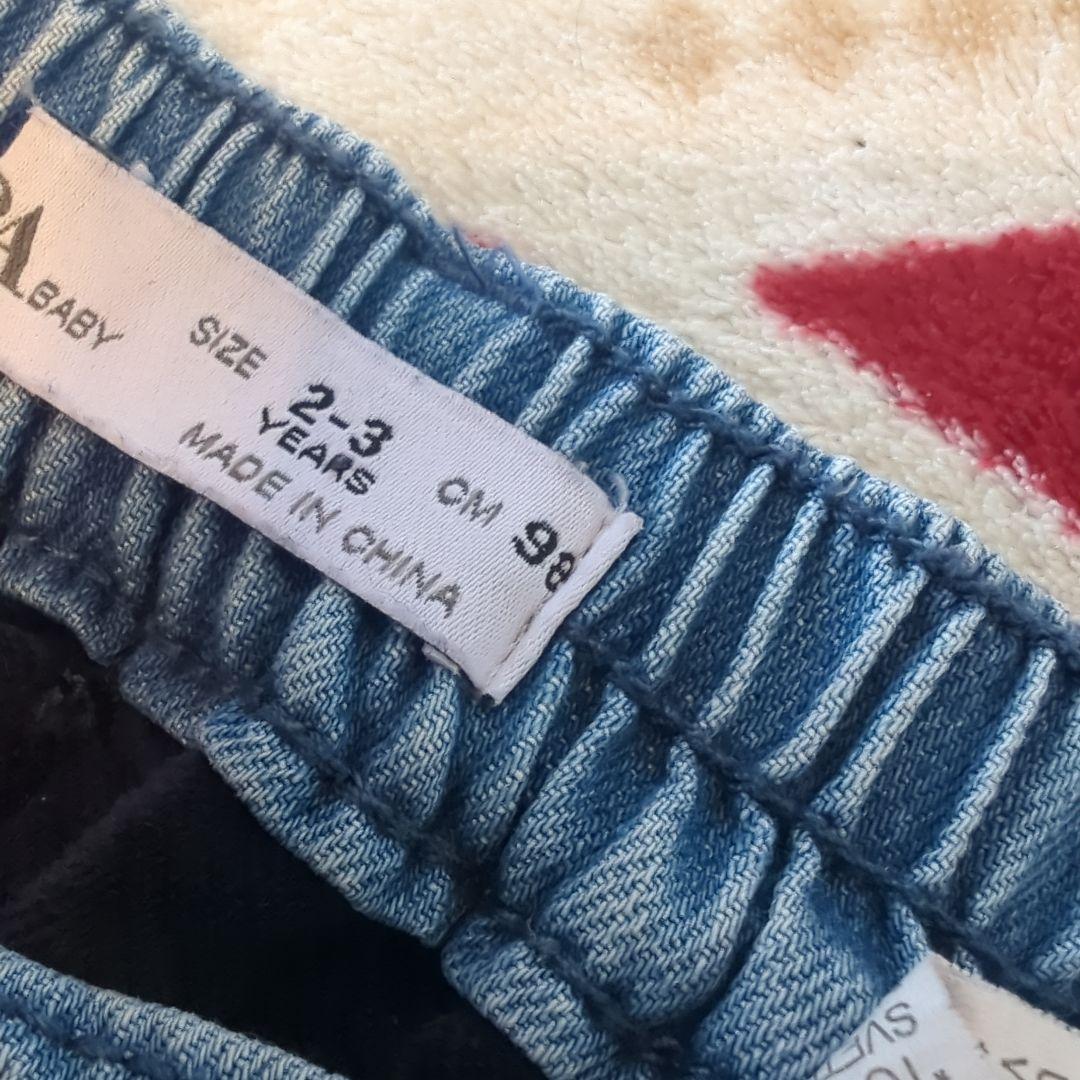 BABY
SIZE
2-3
YEARS
CM 98
MADE IN CHINA